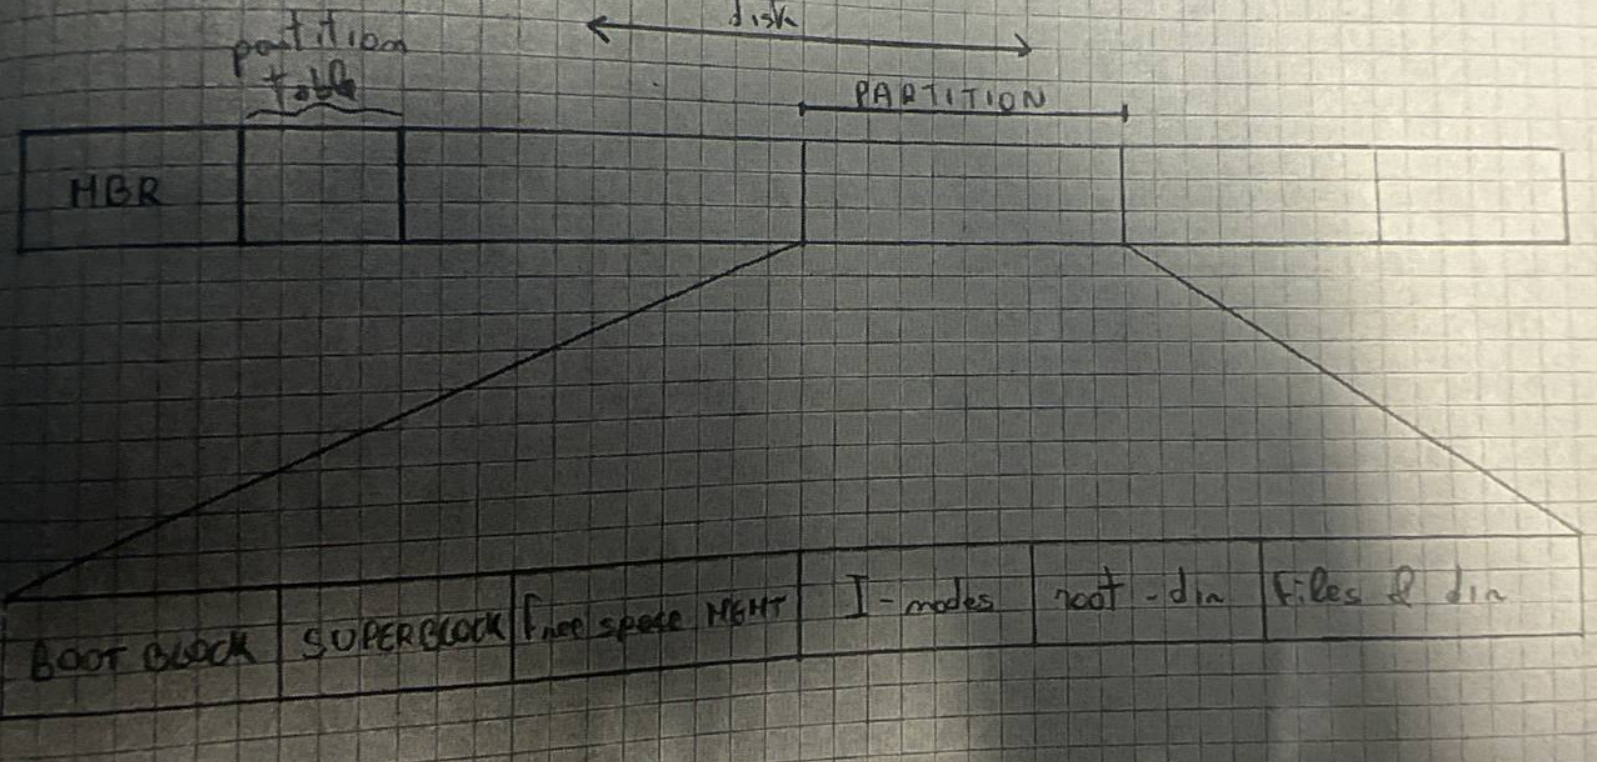 disk
partition
table
PARTITION
MBR
BOOT BLOCK
SUPERBLOCK
free space MGMT
I-nodes
root-dir
Files & dir